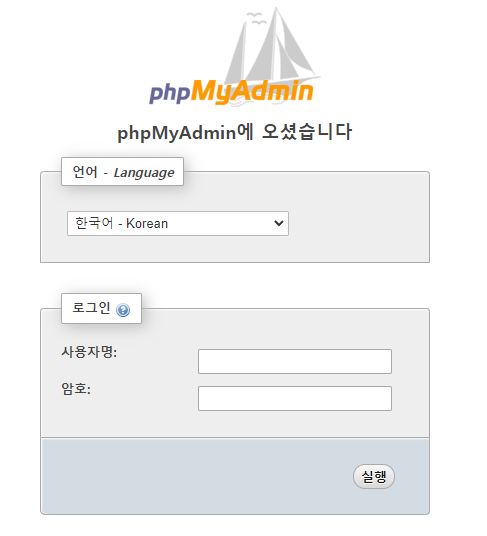 phpMyAdmin
phpMyAdmin에 오셨습니다
언어 - Language
한국어 - Korean
로그인
사용자명:
암호:
실행